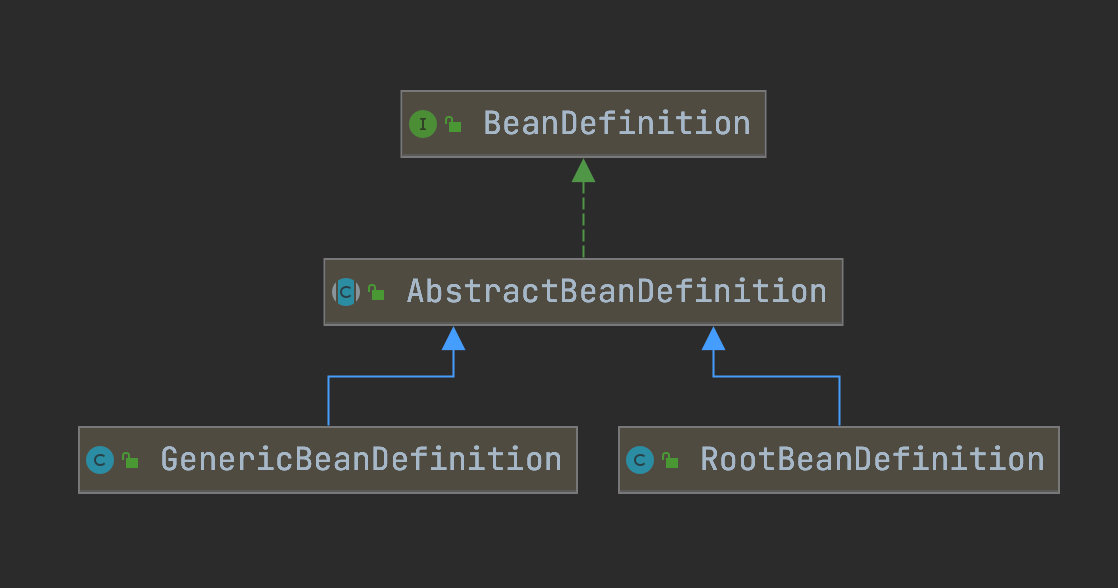 I BeanDefinition
C AbstractBeanDefinition
C GenericBeanDefinition
C RootBeanDefinition